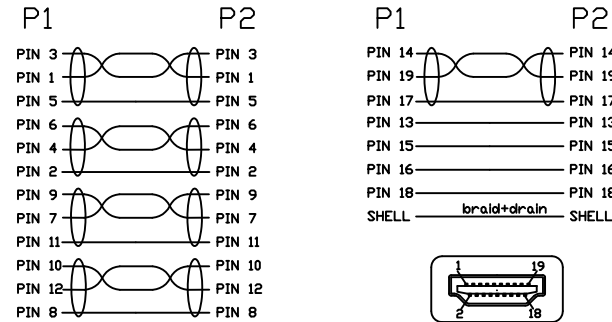 P1 P2
PIN 3 PIN 3
PIN 1 PIN 1
PIN 5 PIN 5
PIN 6 PIN 6
PIN 4 PIN 4
PIN 2 PIN 2
PIN 9 PIN 9
PIN 7 PIN 7
PIN 11 PIN 11
PIN 10 PIN 10
PIN 12 PIN 12
PIN 8 PIN 8
P1 P2
PIN 14 PIN 14
PIN 19 PIN 19
PIN 17 PIN 17
PIN 13 PIN 13
PIN 15 PIN 15
PIN 16 PIN 16
PIN 18 PIN 18
SHELL braid+drain SHELL
1 19
2 18